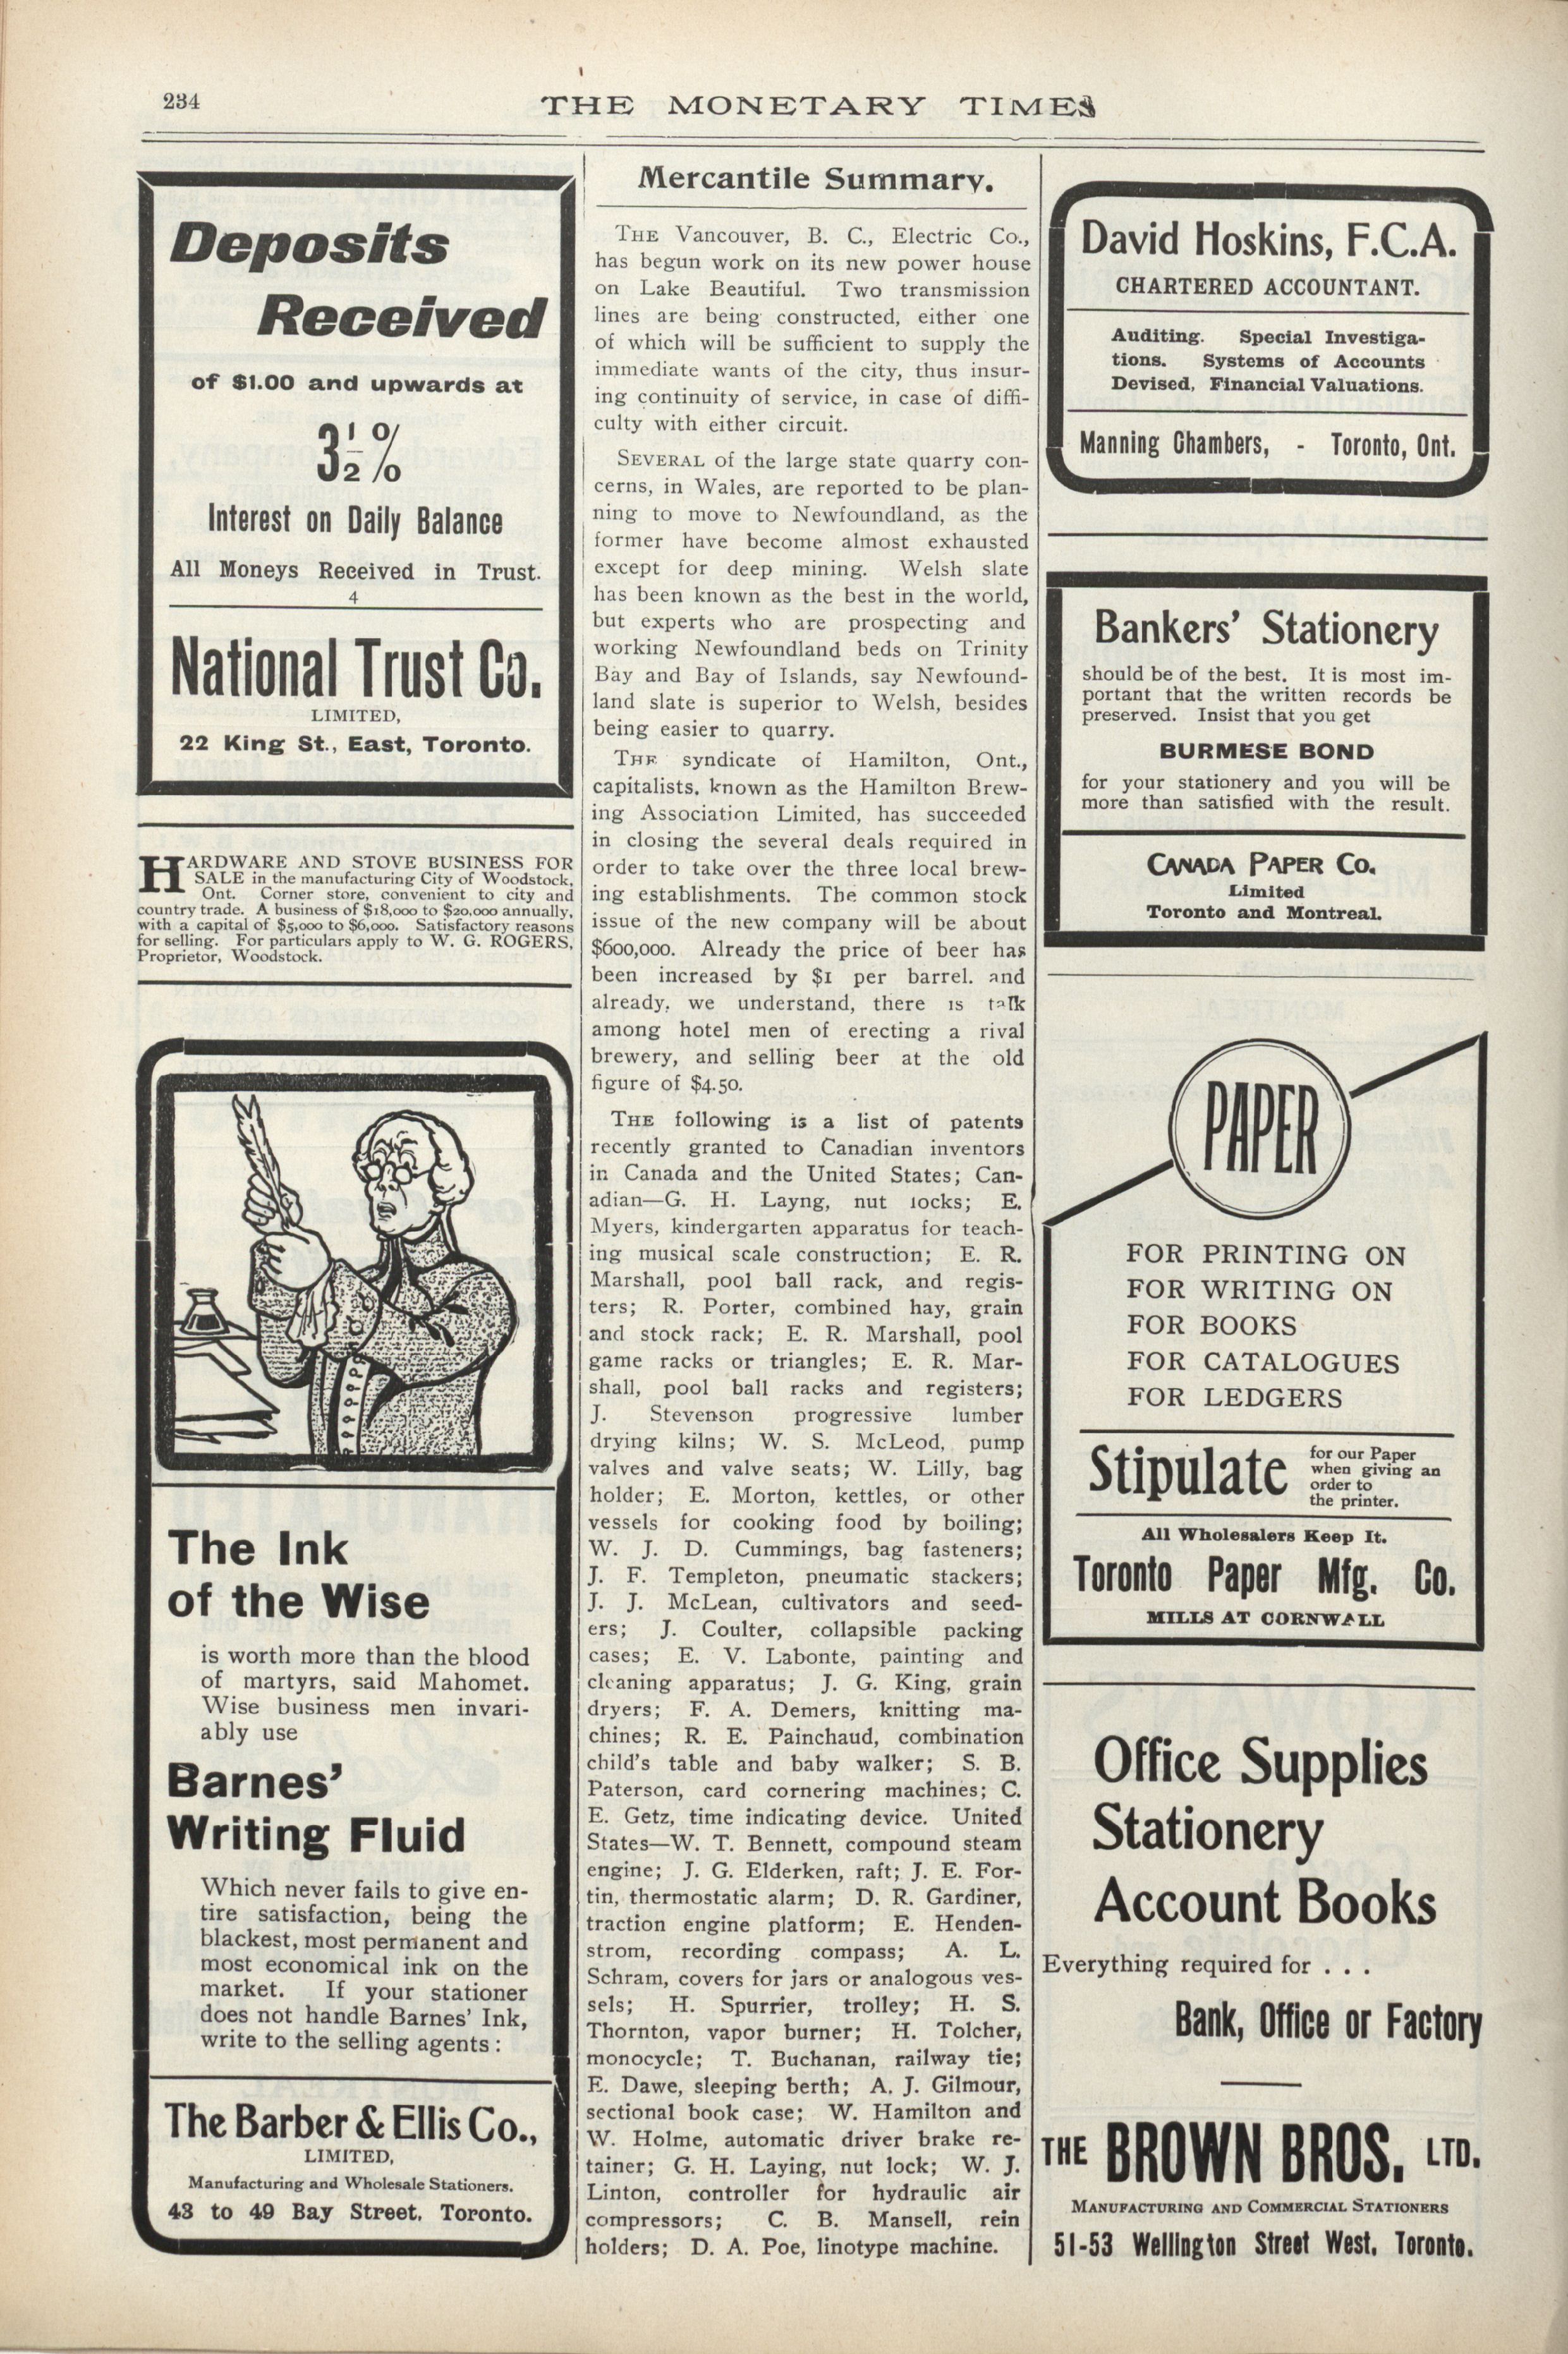 234
THE MONETARY TIMES
Deposits
Received
of $1.00 and upwards at
3½%
Interest on Daily Balance
All Moneys Received in Trust.
4
National Trust Co.
LIMITED,
22 King St., East, Toronto.
HARDWARE AND STOVE BUSINESS FOR
SALE in the manufacturing City of Woodstock,
Ont. Corner store, convenient to city and
country trade. A business of $18,000 to $20,000 annually,
with a capital of $5,000 to $6,000. Satisfactory reasons
for selling. For particulars apply to W. G. ROGERS,
Proprietor, Woodstock.
The Ink
of the Wise
is worth more than the blood
of martyrs, said Mahomet.
Wise business men invari-
ably use
Barnes'
Writing Fluid
Which never fails to give en-
tire satisfaction, being the
blackest, most permanent and
most economical ink on the
market. If your stationer
does not handle Barnes' Ink,
write to the selling agents:
The Barber & Ellis Co.,
LIMITED,
Manufacturing and Wholesale Stationers.
43 to 49 Bay Street, Toronto.
Mercantile Summary.
THE Vancouver, B. C., Electric Co.,
has begun work on its new power house
on Lake Beautiful. Two transmission
lines are being constructed, either one
of which will be sufficient to supply the
immediate wants of the city, thus insur-
ing continuity of service, in case of diffi-
culty with either circuit.
SEVERAL of the large state quarry con-
cerns, in Wales, are reported to be plan-
ning to move to Newfoundland, as the
former have become almost exhausted
except for deep mining. Welsh slate
has been known as the best in the world,
but experts who are prospecting and
working Newfoundland beds on Trinity
Bay and Bay of Islands, say Newfound-
land slate is superior to Welsh, besides
being easier to quarry.
THE syndicate of Hamilton, Ont.,
capitalists, known as the Hamilton Brew-
ing Association Limited, has succeeded
in closing the several deals required in
order to take over the three local brew-
ing establishments. The common stock
issue of the new company will be about
$600,000. Already the price of beer has
been increased by $1 per barrel. and
already, we understand, there is talk
among hotel men of erecting a rival
brewery, and selling beer at the old
figure of $4.50.
THE following is a list of patents
recently granted to Canadian inventors
in Canada and the United States; Can-
adian—G. H. Layng, nut locks; E.
Myers, kindergarten apparatus for teach-
ing musical scale construction; E. R.
Marshall, pool ball rack, and regis-
ters; R. Porter, combined hay, grain
and stock rack; E. R. Marshall, pool
game racks or triangles; E. R. Mar-
shall, pool ball racks and registers;
J. Stevenson progressive lumber
drying kilns; W. S. McLeod, pump
valves and valve seats; W. Lilly, bag
holder; E. Morton, kettles, or other
vessels for cooking food by boiling;
W. J. D. Cummings, bag fasteners;
J. F. Templeton, pneumatic stackers;
J. J. McLean, cultivators and seed-
ers; J. Coulter, collapsible packing
cases; E. V. Labonte, painting and
cleaning apparatus; J. G. King, grain
dryers; F. A. Demers, knitting ma-
chines; R. E. Painchaud, combination
child's table and baby walker; S. B.
Paterson, card cornering machines; C.
E. Getz, time indicating device. United
States—W. T. Bennett, compound steam
engine; J. G. Elderken, raft; J. E. For-
tin, thermostatic alarm; D. R. Gardiner,
traction engine platform; E. Henden-
strom, recording compass; A. L.
Schram, covers for jars or analogous ves-
sels; H. Spurrier, trolley; H. S.
Thornton, vapor burner; H. Tolcher,
monocycle; T. Buchanan, railway tie;
E. Dawe, sleeping berth; A. J. Gilmour,
sectional book case; W. Hamilton and
W. Holme, automatic driver brake re-
tainer; G. H. Laying, nut lock; W. J.
Linton, controller for hydraulic air
compressors; C. B. Mansell, rein
holders; D. A. Poe, linotype machine.
David Hoskins, F.C.A.
CHARTERED ACCOUNTANT.
Auditing. Special Investiga-
tions. Systems of Accounts
Devised, Financial Valuations.
Manning Chambers, - Toronto, Ont.
Bankers' Stationery
should be of the best. It is most im-
portant that the written records be
preserved. Insist that you get
BURMESE BOND
for your stationery and you will be
more than satisfied with the result.
CANADA PAPER CO.
Limited
Toronto and Montreal.
PAPER
FOR PRINTING ON
FOR WRITING ON
FOR BOOKS
FOR CATALOGUES
FOR LEDGERS
Stipulate
for our Paper
when giving an
order to
the printer.
All Wholesalers Keep It.
Toronto Paper Mfg. Co.
MILLS AT CORNWALL
Office Supplies
Stationery
Account Books
Everything required for . . .
Bank, Office or Factory
THE BROWN BROS. LTD.
MANUFACTURING AND COMMERCIAL STATIONERS
51-53 Wellington Street West, Toronto.